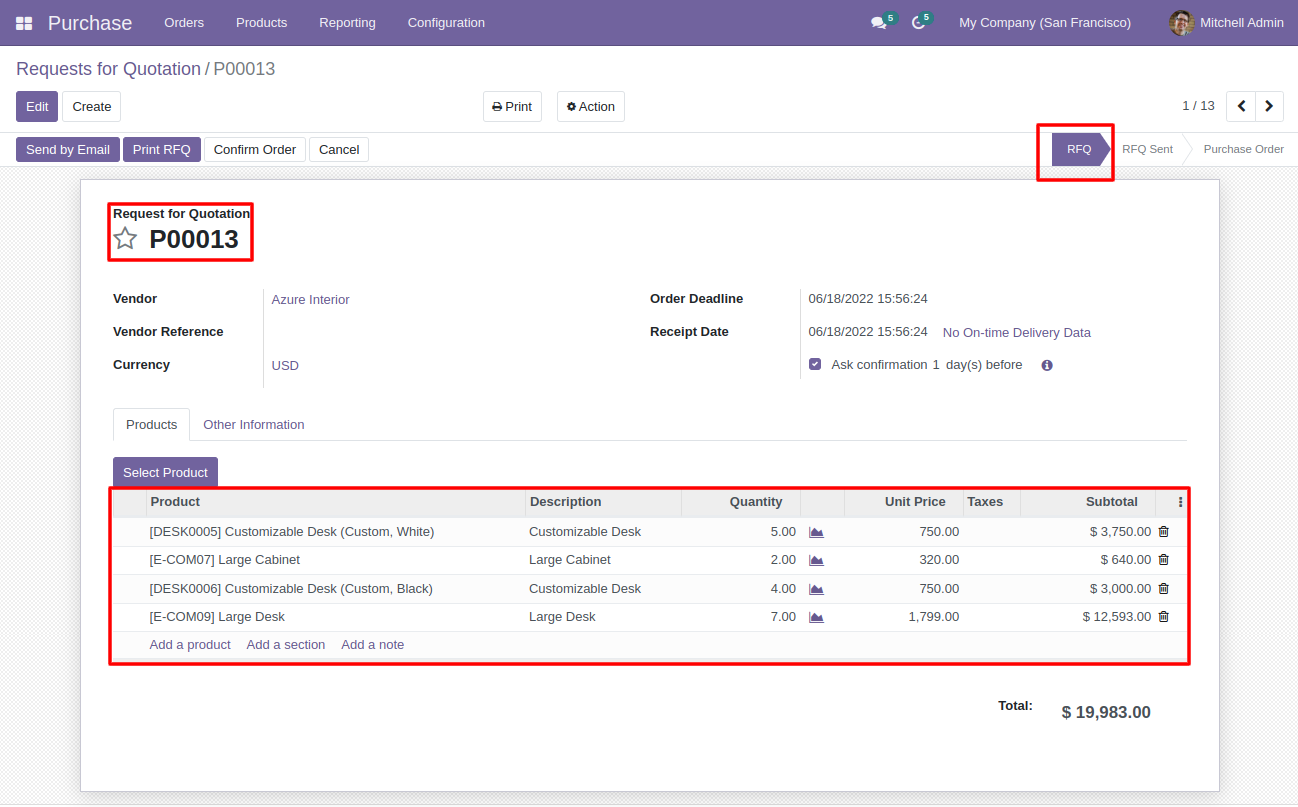 Purchase Orders Products Reporting Configuration 5 5 My Company (San Francisco) Mitchell Admin
Requests for Quotation / P00013
Edit Create Print Action 1 / 13
Send by Email Print RFQ Confirm Order Cancel RFQ RFQ Sent Purchase Order
Request for Quotation
P00013
Vendor Azure Interior Order Deadline 06/18/2022 15:56:24
Vendor Reference Receipt Date 06/18/2022 15:56:24 No On-time Delivery Data
Currency USD Ask confirmation 1 day(s) before
Products Other Information
Select Product
Product Description Quantity Unit Price Taxes Subtotal
[DESK0005] Customizable Desk (Custom, White) Customizable Desk 5.00 750.00 $ 3,750.00
[E-COM07] Large Cabinet Large Cabinet 2.00 320.00 $ 640.00
[DESK0006] Customizable Desk (Custom, Black) Customizable Desk 4.00 750.00 $ 3,000.00
[E-COM09] Large Desk Large Desk 7.00 1,799.00 $ 12,593.00
Add a product Add a section Add a note
Total: $ 19,983.00